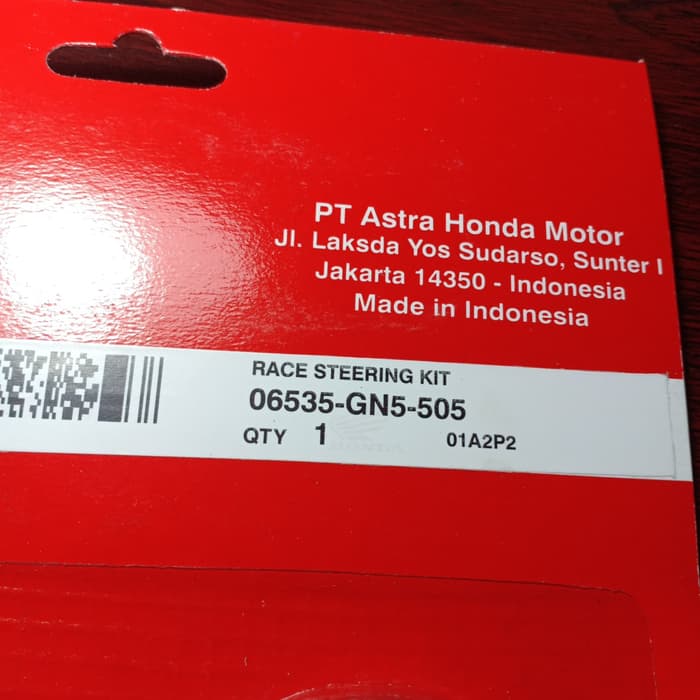 PT Astra Honda Motor
Jl. Laksda Yos Sudarso, Sunter I
Jakarta 14350 - Indonesia
Made in Indonesia
RACE STEERING KIT
06535-GN5-505
QTY 1
01A2P2